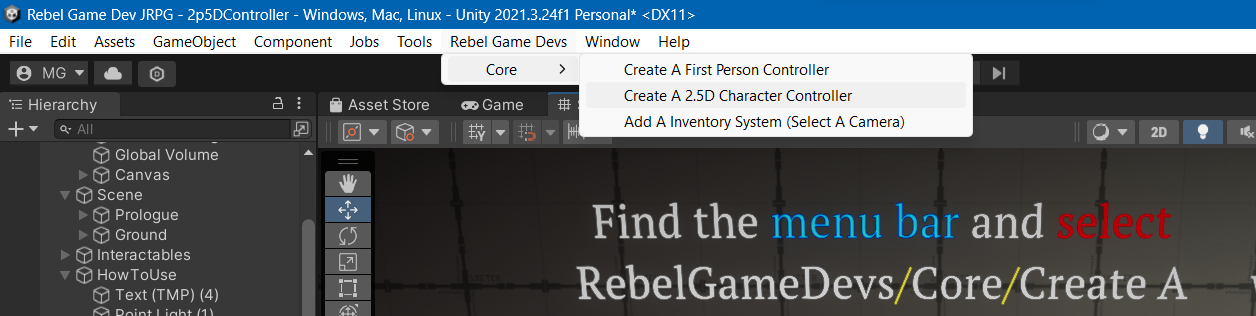 Rebel Game Dev JRPG - 2p5DController - Windows, Mac, Linux - Unity 2021.3.24f1 Personal* <DX11>
File Edit Assets GameObject Component Jobs Tools Rebel Game Devs Window Help
MG
Core
Create A First Person Controller
Create A 2.5D Character Controller
Add A Inventory System (Select A Camera)
Hierarchy
Asset Store
Game
All
2D
Global Volume
Canvas
Scene
Prologue
Ground
Interactables
HowToUse
Text (TMP) (4)
Point Light (1)
Find the menu bar and select
RebelGameDevs/Core/Create A